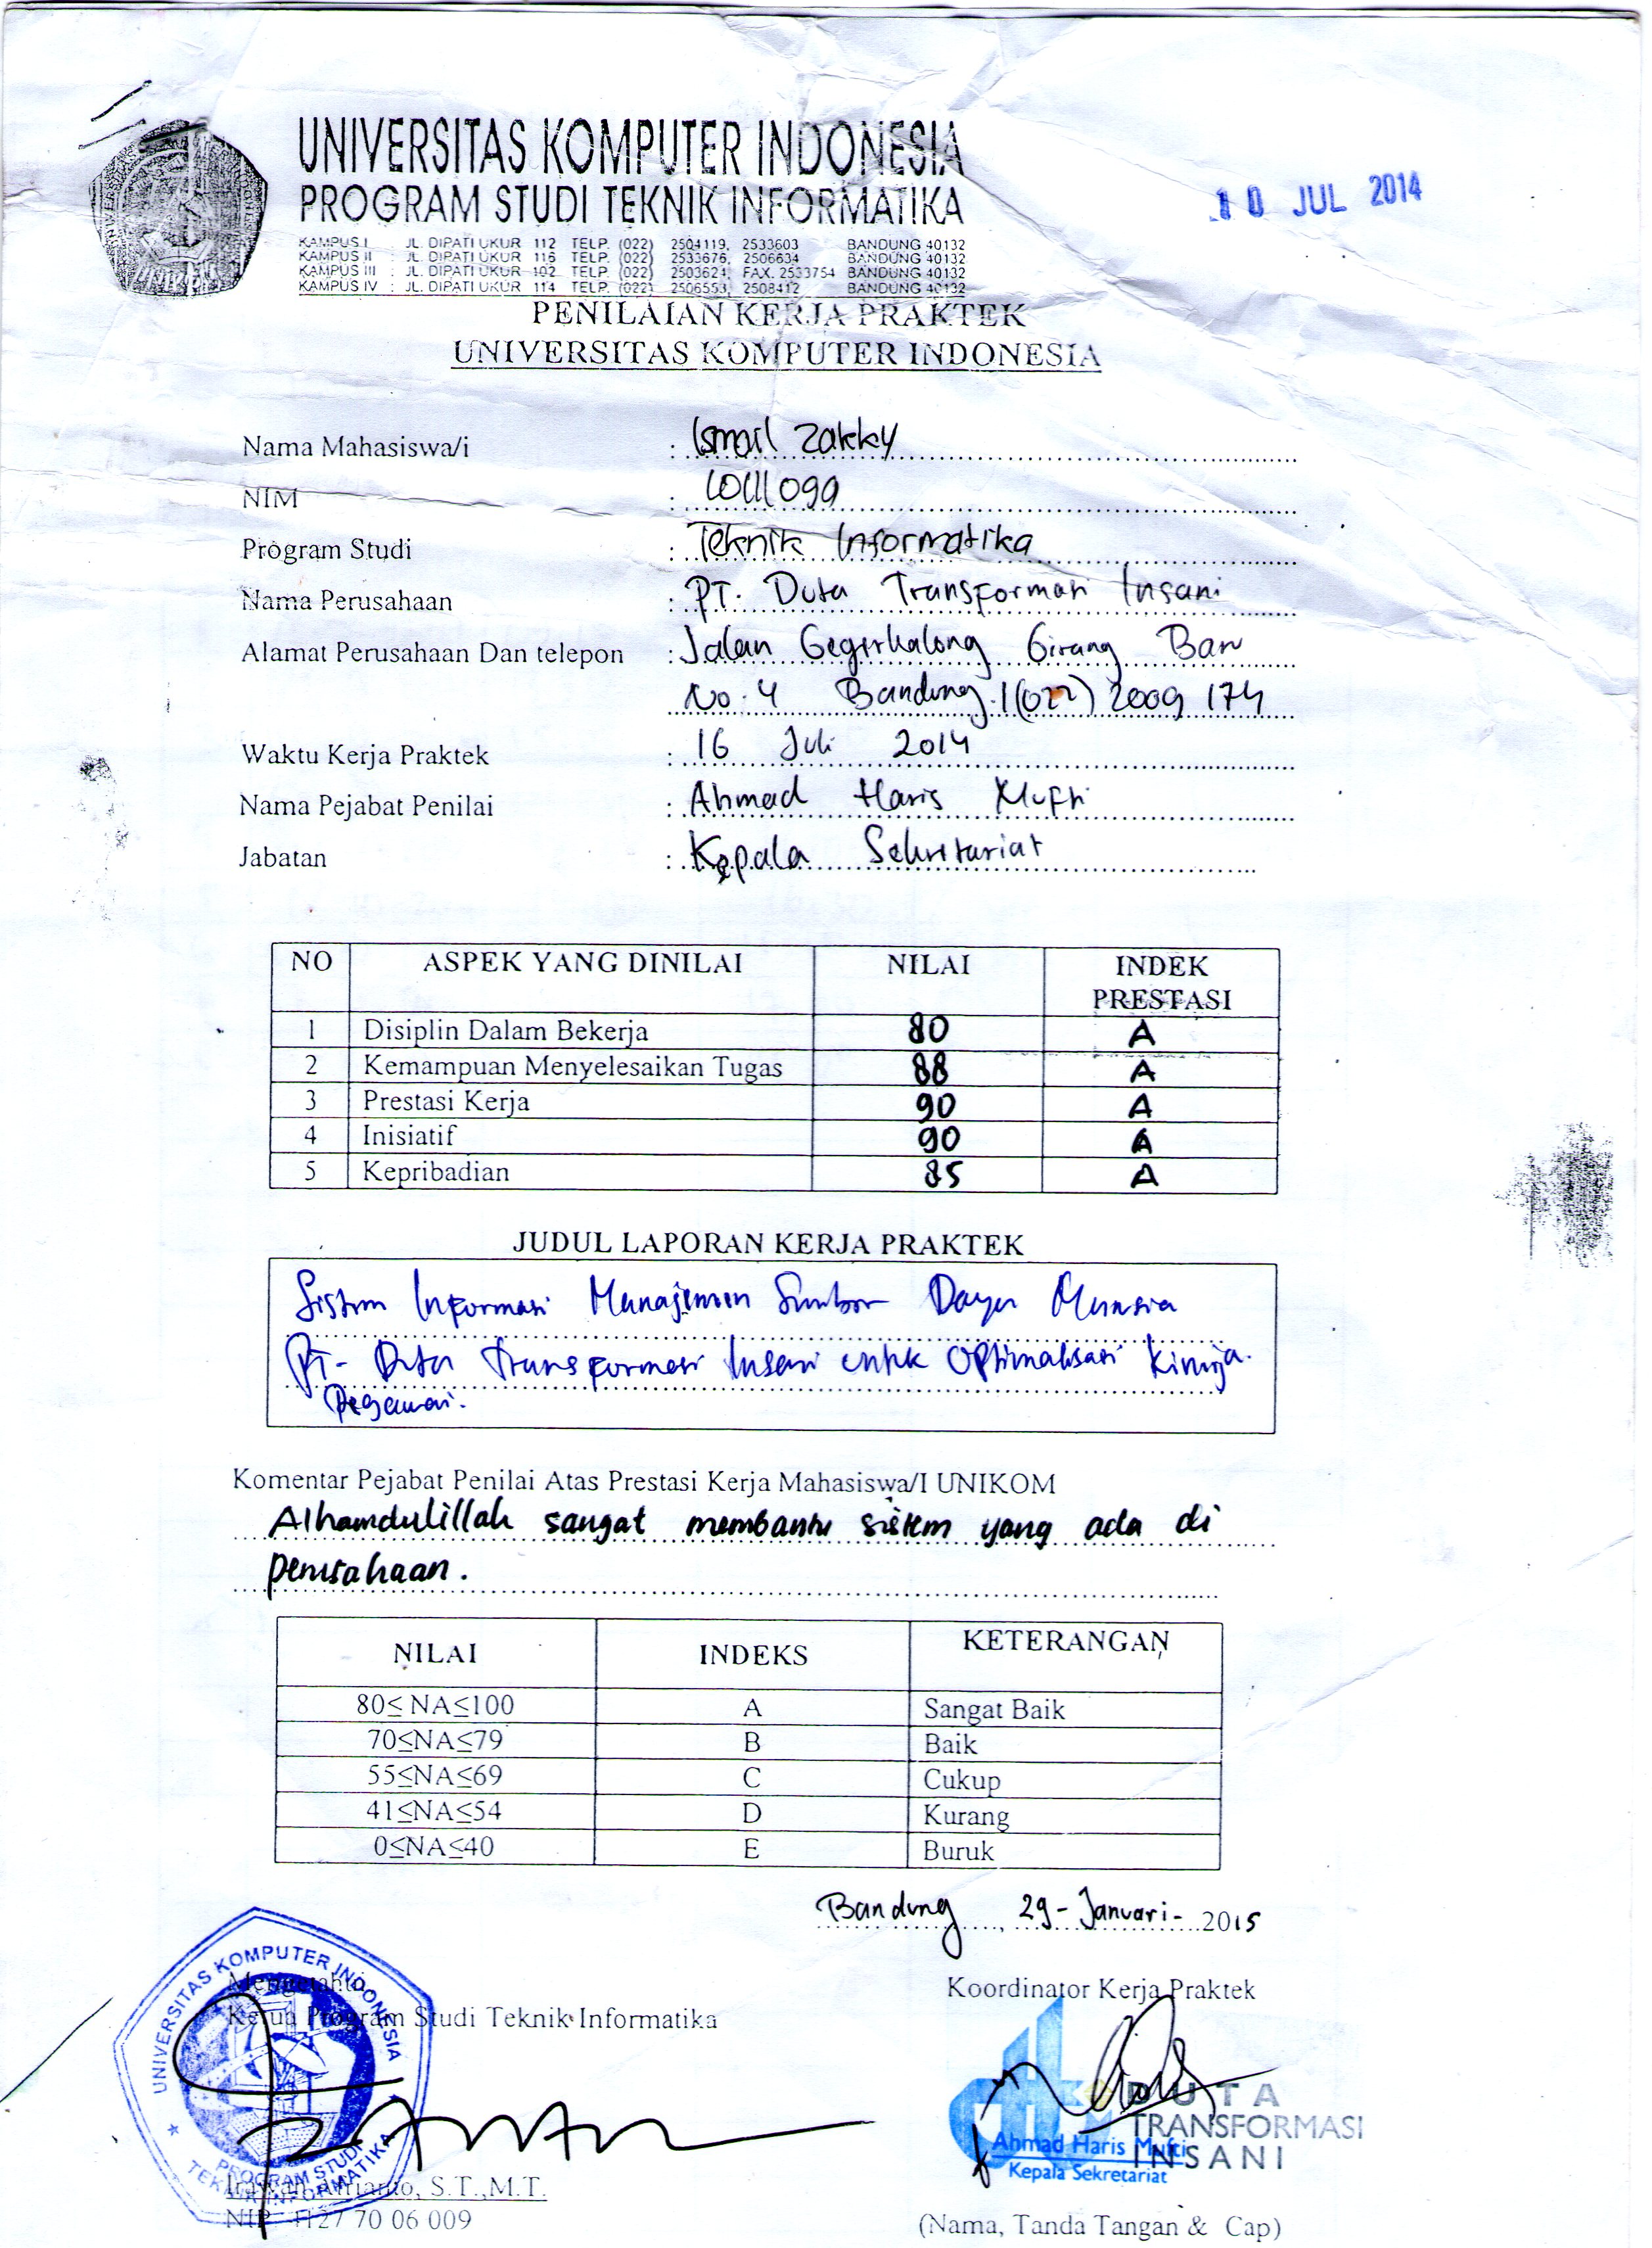 UNIVERSITAS KOMPUTER INDONESIA
PROGRAM STUDI TEKNIK INFORMATIKA
10 JUL 2014
KAMPUS I : JL. DIPATI UKUR 112 TELP. (022) 2504119, 2533603 BANDUNG 40132
KAMPUS II : JL. DIPATI UKUR 116 TELP. (022) 2533676, 2506634 BANDUNG 40132
KAMPUS III : JL. DIPATI UKUR 102 TELP. (022) 2503624, FAX. 2533754 BANDUNG 40132
KAMPUS IV : JL. DIPATI UKUR 114 TELP. (022) 2506553, 2508412 BANDUNG 40132
PENILAIAN KERJA PRAKTEK
UNIVERSITAS KOMPUTER INDONESIA
Nama Mahasiswa/i : Ismail Zakky
NIM : 10111099
Program Studi : Teknik Informatika
Nama Perusahaan : PT. Duta Transformasi Insani
Alamat Perusahaan Dan telepon : Jalan Gegerkalong Girang Baru
No. 4 Bandung / (022) 2009 174
Waktu Kerja Praktek : 16 Juli 2014
Nama Pejabat Penilai : Ahmad Haris Mufti
Jabatan : Kepala Sekretariat
NO ASPEK YANG DINILAI NILAI INDEK PRESTASI
1 Disiplin Dalam Bekerja 80 A
2 Kemampuan Menyelesaikan Tugas 88 A
3 Prestasi Kerja 90 A
4 Inisiatif 90 A
5 Kepribadian 85 A
JUDUL LAPORAN KERJA PRAKTEK
Sistem Informasi Manajemen Sumber Daya Manusia
PT. Duta Transformasi Insani untuk Optimalisasi Kinerja
Pegawai.
Komentar Pejabat Penilai Atas Prestasi Kerja Mahasiswa/I UNIKOM
Alhamdulillah sangat membantu sistem yang ada di
perusahaan.
NILAI INDEKS KETERANGAN
80≤NA≤100 A Sangat Baik
70≤NA≤79 B Baik
55≤NA≤69 C Cukup
41≤NA≤54 D Kurang
0≤NA≤40 E Buruk
Bandung, 29-Januari-2015
Mengetahui
Koordinator Kerja Praktek
Ketua Program Studi Teknik Informatika
UNIVERSITAS KOMPUTER INDONESIA
PROGRAM STUDI
TEKNIK INFORMATIKA
DUTA
TRANSFORMASI
INSANI
Ahmad Haris Mufti
Kepala Sekretariat
Irawan Afrianto, S.T.,M.T.
NIP. 4127 70 06 009
(Nama, Tanda Tangan & Cap)